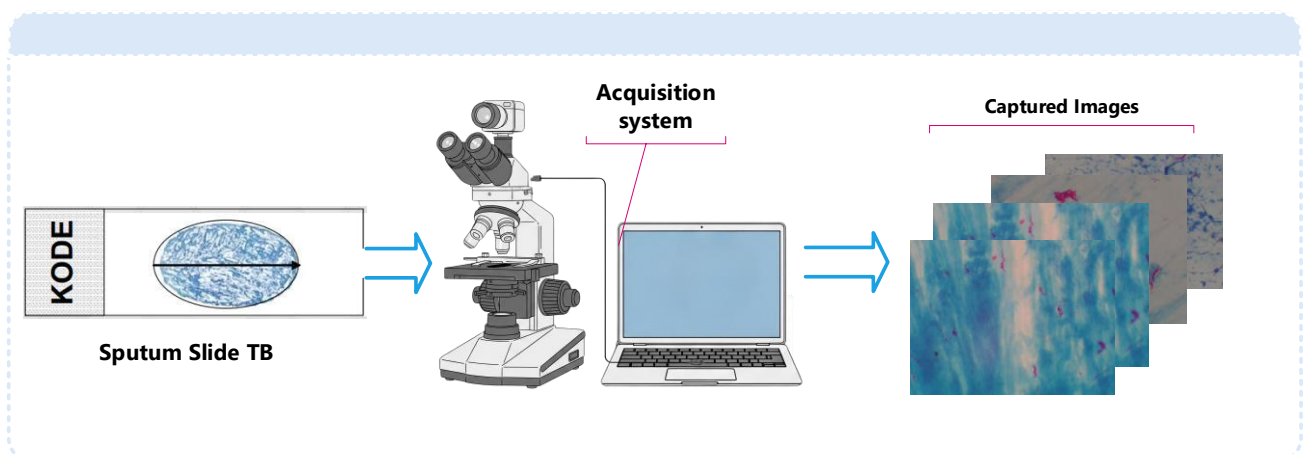 KODE
Sputum Slide TB
Acquisition
system
Captured Images